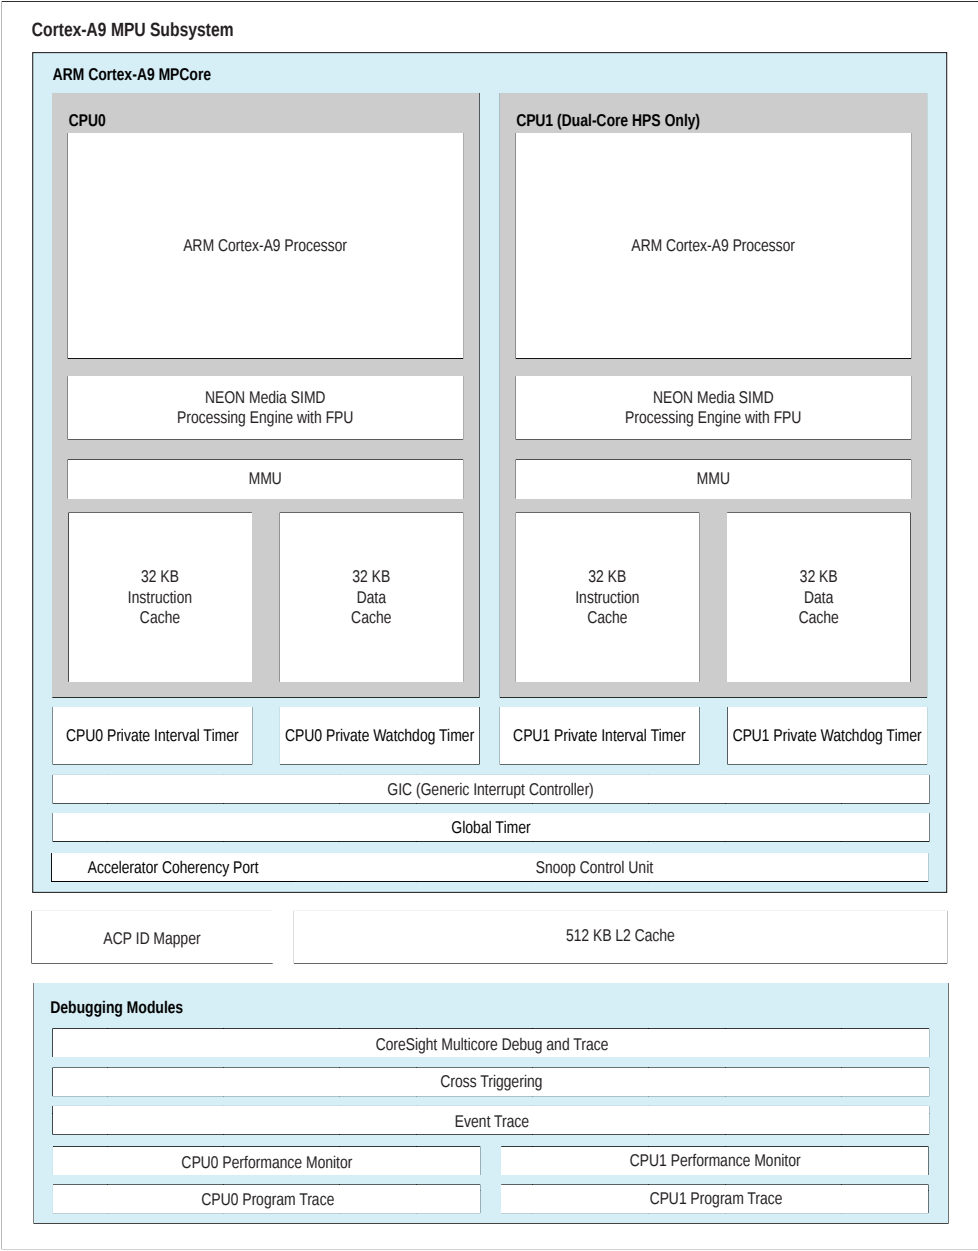 Cortex-A9 MPU Subsystem
ARM Cortex-A9 MPCore
CPU0
ARM Cortex-A9 Processor
NEON Media SIMD
Processing Engine with FPU
MMU
32 KB
Instruction
Cache
32 KB
Data
Cache
CPU1 (Dual-Core HPS Only)
ARM Cortex-A9 Processor
NEON Media SIMD
Processing Engine with FPU
MMU
32 KB
Instruction
Cache
32 KB
Data
Cache
CPU0 Private Interval Timer
CPU0 Private Watchdog Timer
CPU1 Private Interval Timer
CPU1 Private Watchdog Timer
GIC (Generic Interrupt Controller)
Global Timer
Accelerator Coherency Port
Snoop Control Unit
ACP ID Mapper
512 KB L2 Cache
Debugging Modules
CoreSight Multicore Debug and Trace
Cross Triggering
Event Trace
CPU0 Performance Monitor
CPU1 Performance Monitor
CPU0 Program Trace
CPU1 Program Trace